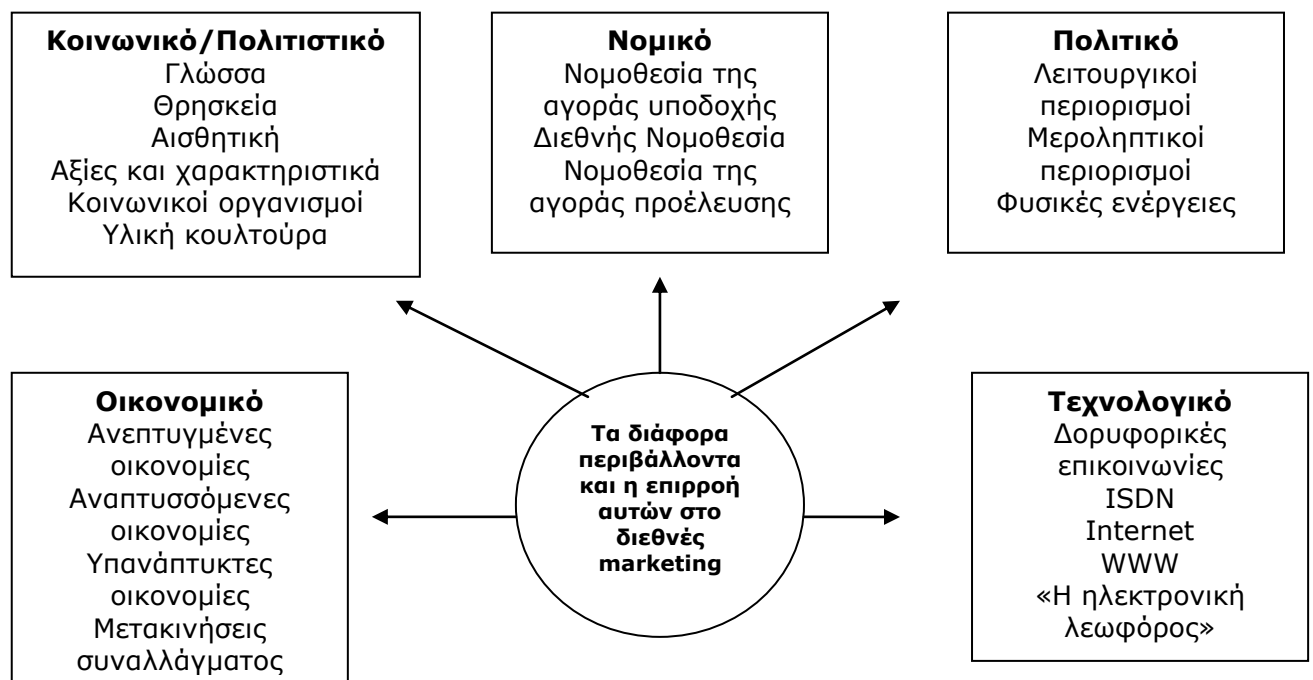 Κοινωνικό/Πολιτιστικό
Γλώσσα
Θρησκεία
Αισθητική
Αξίες και χαρακτηριστικά
Κοινωνικοί οργανισμοί
Υλική κουλτούρα
Νομικό
Νομοθεσία της
αγοράς υποδοχής
Διεθνής Νομοθεσία
Νομοθεσία της
αγοράς προέλευσης
Πολιτικό
Λειτουργικοί
περιορισμοί
Μεροληπτικοί
περιορισμοί
Φυσικές ενέργειες
Οικονομικό
Ανεπτυγμένες
οικονομίες
Αναπτυσσόμενες
οικονομίες
Υπανάπτυκτες
οικονομίες
Μετακινήσεις
συναλλάγματος
Τα διάφορα
περιβάλλοντα
και η επιρροή
αυτών στο
διεθνές
marketing
Τεχνολογικό
Δορυφορικές
επικοινωνίες
ISDN
Internet
WWW
«Η ηλεκτρονική
λεωφόρος»